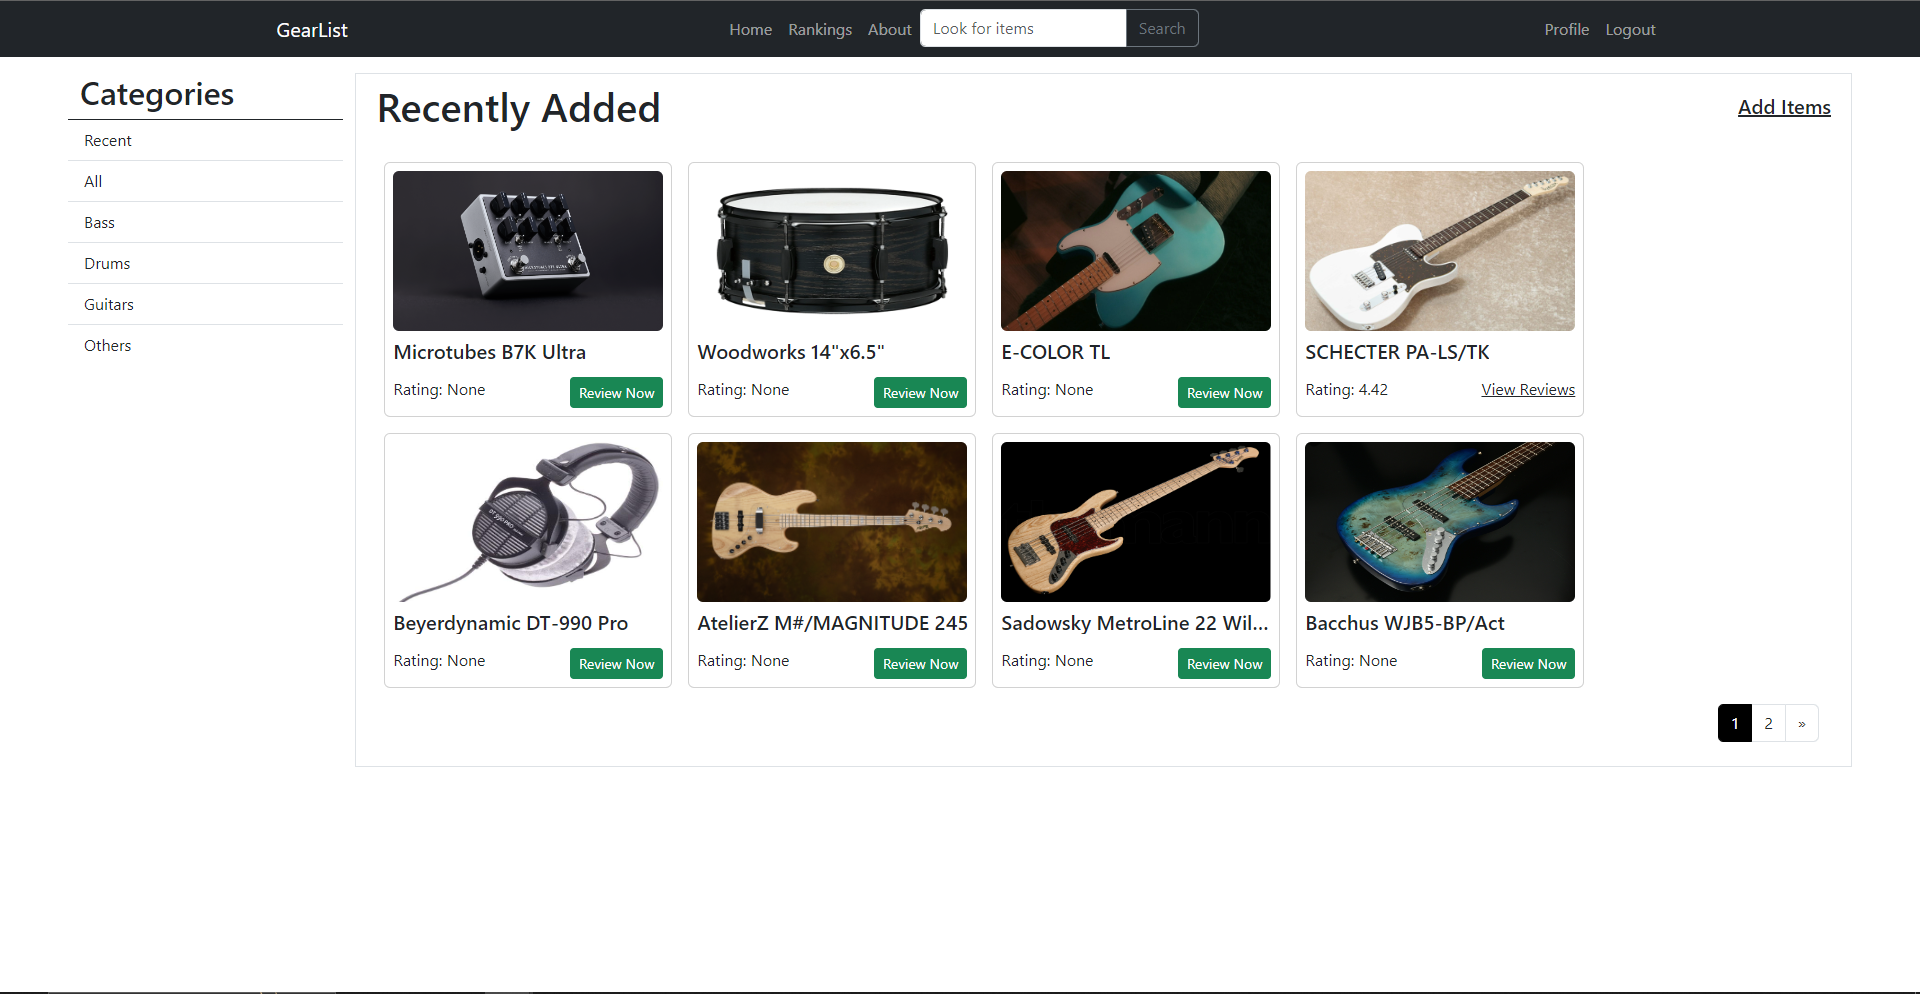 GearList
Home Rankings About Look for items Search
Profile Logout
Categories
Recent
All
Bass
Drums
Guitars
Others
Recently Added
Add Items
Microtubes B7K Ultra
Rating: None Review Now
Woodworks 14"x6.5"
Rating: None Review Now
E-COLOR TL
Rating: None Review Now
SCHECTER PA-LS/TK
Rating: 4.42 View Reviews
DT 990 PRO
Beyerdynamic DT-990 Pro
Rating: None Review Now
AtelierZ M#/MAGNITUDE 245
Rating: None Review Now
Sadowsky MetroLine 22 Wil...
Rating: None Review Now
Bacchus WJB5-BP/Act
Rating: None Review Now
1 2 »